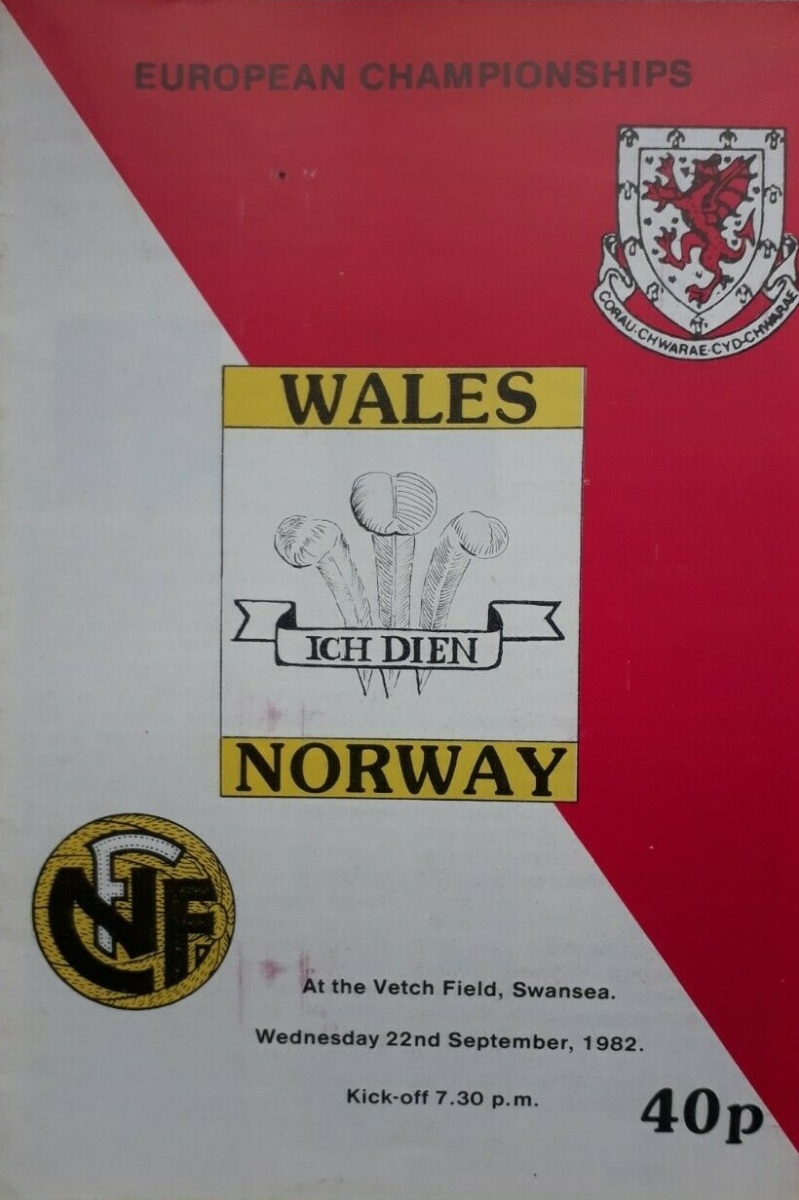 EUROPEAN CHAMPIONSHIPS
CORAU·CHWARAE·CYD-CHWARAE
WALES
ICH DIEN
NORWAY
NFF
At the Vetch Field, Swansea.
Wednesday 22nd September, 1982.
Kick-off 7.30 p.m.
40p